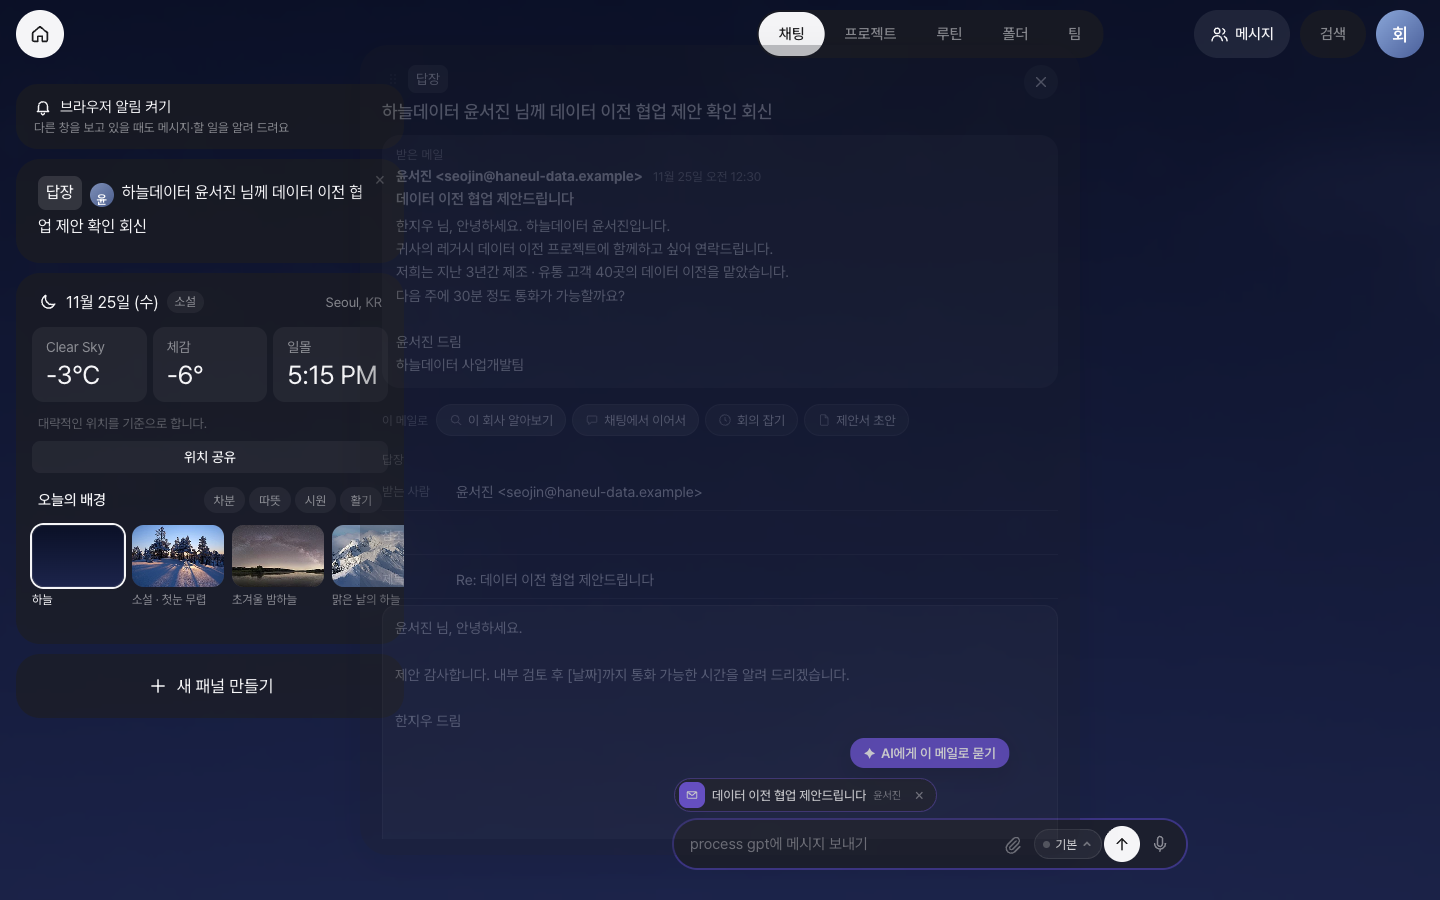 채팅
프로젝트
루틴
폴더
팀
메시지
검색
회
브라우저 알림 켜기
다른 창을 보고 있을 때도 메시지·할 일을 알려 드려요
답장
윤
하늘데이터 윤서진 님께 데이터 이전 협
업 제안 확인 회신
11월 25일 (수)
소설
Seoul, KR
Clear Sky
-3°C
체감
-6°
일몰
5:15 PM
대략적인 위치를 기준으로 합니다.
위치 공유
오늘의 배경
차분
따뜻
시원
활기
하늘
소설 · 첫눈 무렵
초겨울 밤하늘
맑은 날의 하늘
새 패널 만들기
답장
하늘데이터 윤서진 님께 데이터 이전 협업 제안 확인 회신
받은 메일
윤서진 <seojin@haneul-data.example>
11월 25일 오전 12:30
데이터 이전 협업 제안드립니다
한지우 님, 안녕하세요. 하늘데이터 윤서진입니다.
귀사의 레거시 데이터 이전 프로젝트에 함께하고 싶어 연락드립니다.
저희는 지난 3년간 제조 · 유통 고객 40곳의 데이터 이전을 맡았습니다.
다음 주에 30분 정도 통화가 가능할까요?
윤서진 드림
하늘데이터 사업개발팀
이 메일로
이 회사 알아보기
채팅에서 이어서
회의 잡기
제안서 초안
답장
받는 사람
윤서진 <seojin@haneul-data.example>
제목
Re: 데이터 이전 협업 제안드립니다
윤서진 님, 안녕하세요.
제안 감사합니다. 내부 검토 후 [날짜]까지 통화 가능한 시간을 알려 드리겠습니다.
한지우 드림
AI에게 이 메일로 묻기
데이터 이전 협업 제안드립니다
윤서진
process gpt에 메시지 보내기
기본